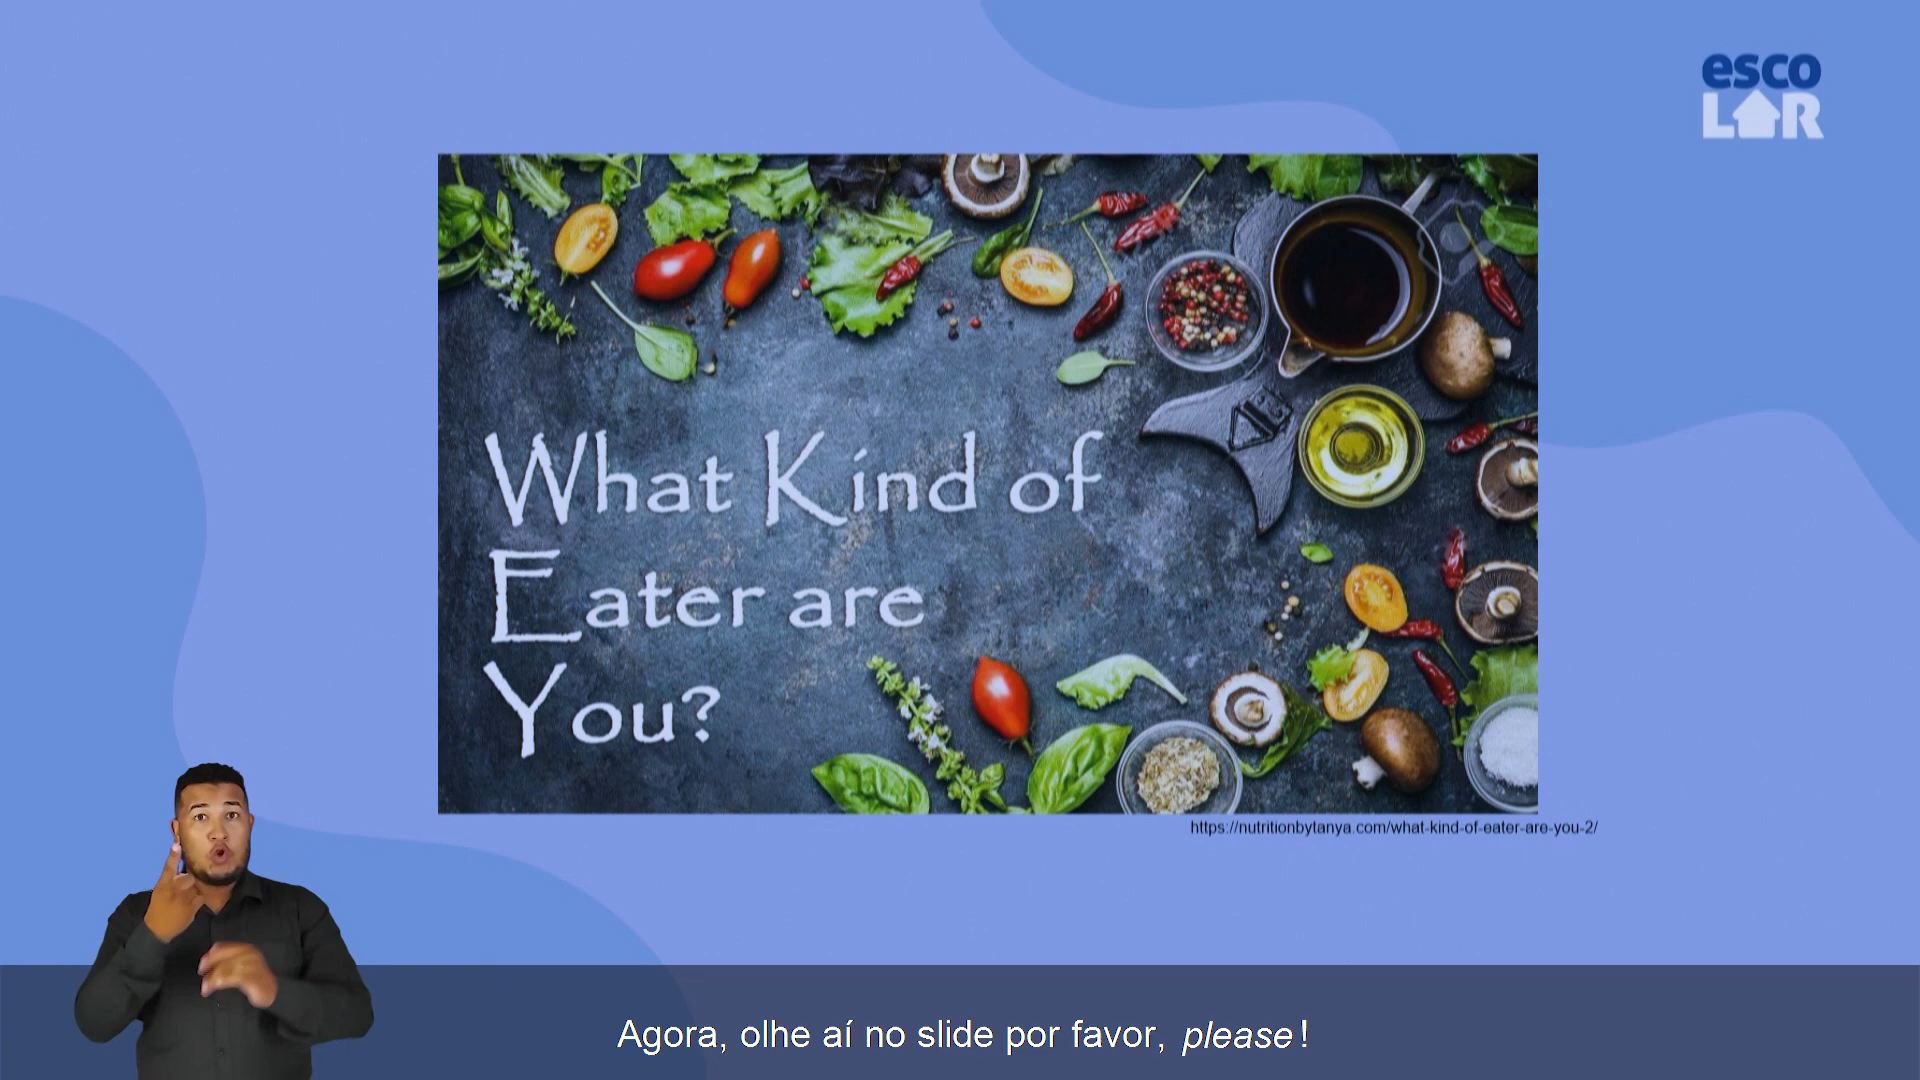 esco
LAR
What Kind of
Eater are
You?
https://nutritionbytanya.com/what-kind-of-eater-are-you-2/
Agora, olhe aí no slide por favor, please!